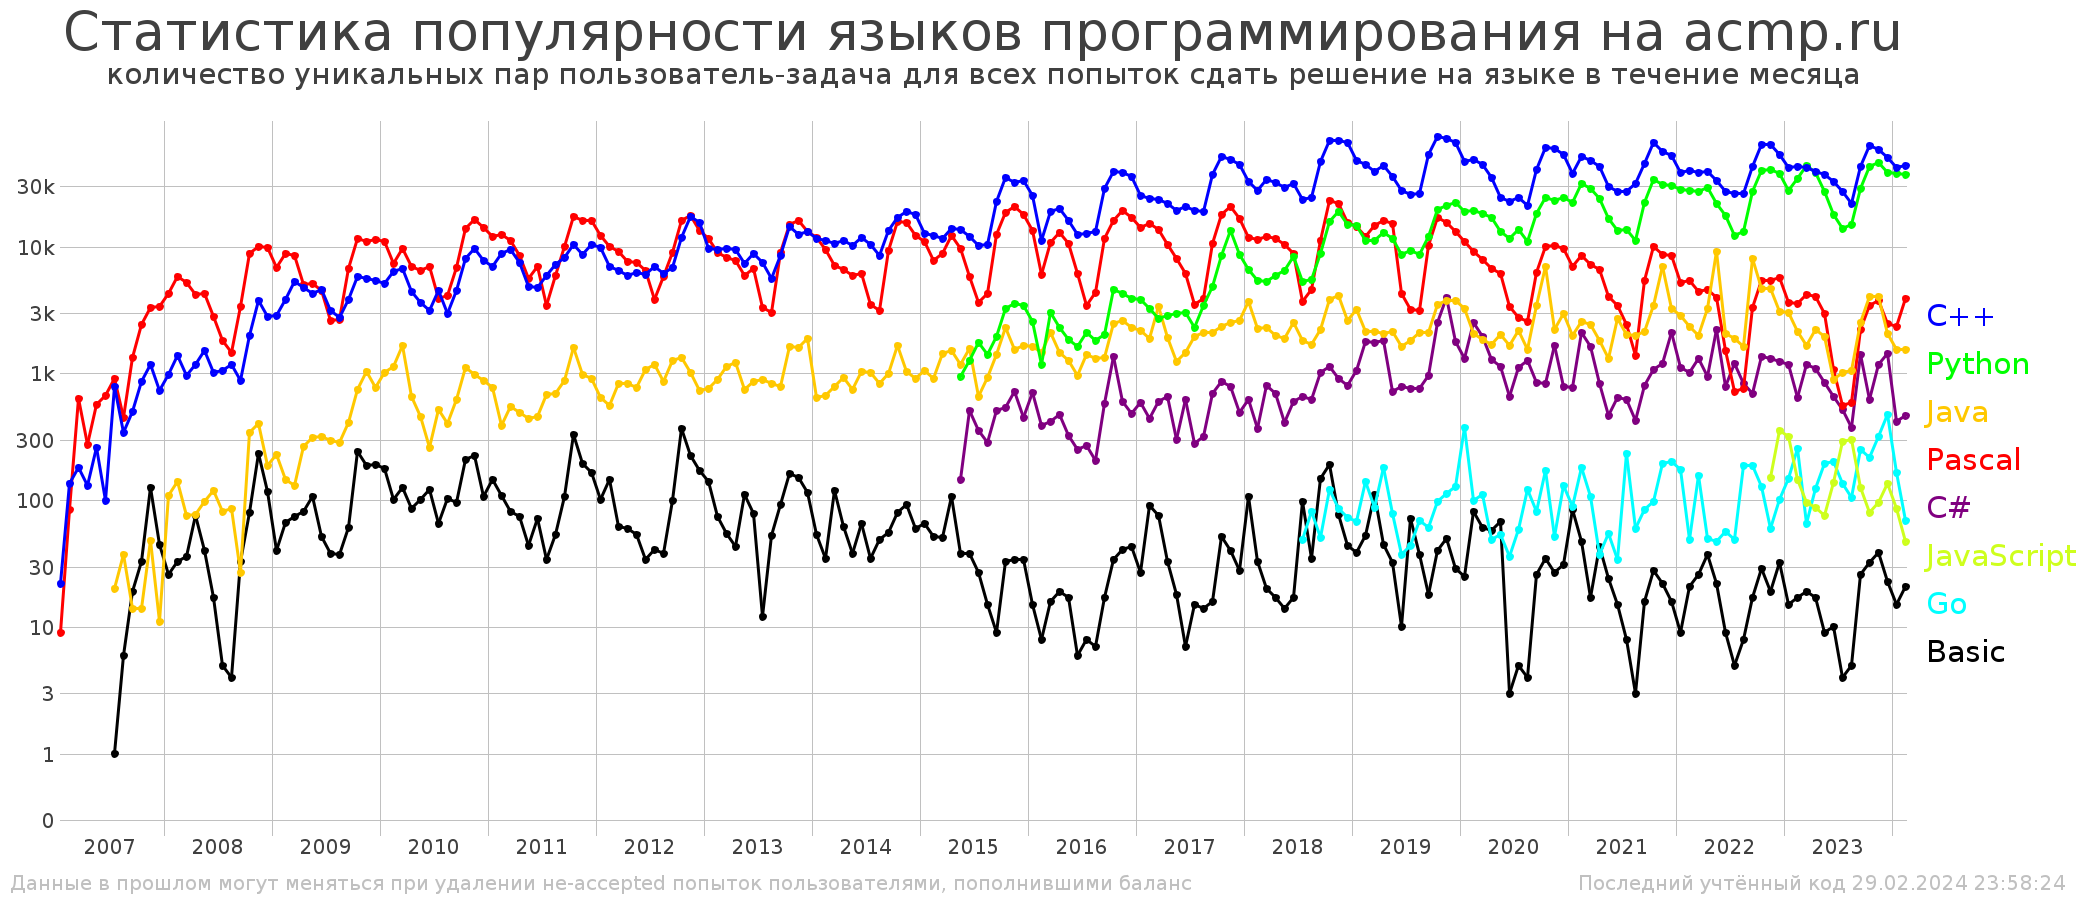 Статистика популярности языков программирования на acmp.ru
количество уникальных пар пользователь-задача для всех попыток сдать решение на языке в течение месяца
30k
10k
3k
1k
300
100
30
10
3
1
0
C++
Python
Java
Pascal
C#
JavaScript
Go
Basic
2007 2008 2009 2010 2011 2012 2013 2014 2015 2016 2017 2018 2019 2020 2021 2022 2023
Данные в прошлом могут меняться при удалении не-accepted попыток пользователями, пополнившими баланс
Последний учтённый код 29.02.2024 23:58:24